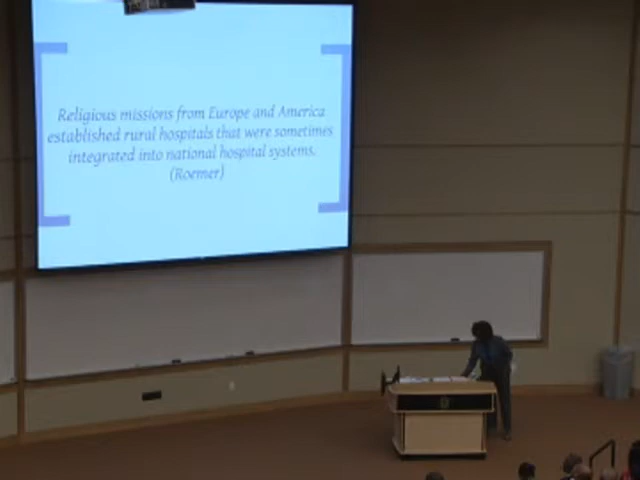 Religious missions from Europe and America
established rural hospitals that were sometimes
integrated into national hospital systems.
(Roemer)